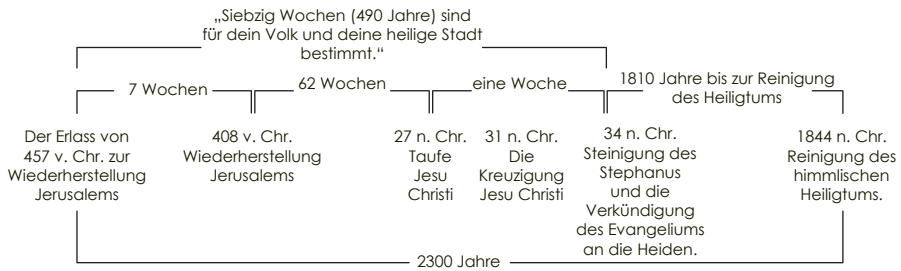 „Siebzig Wochen (490 Jahre) sind
für dein Volk und deine heilige Stadt
bestimmt.“
7 Wochen
62 Wochen
eine Woche
1810 Jahre bis zur Reinigung
des Heiligtums
Der Erlass von
457 v. Chr. zur
Wiederherstellung
Jerusalems
408 v. Chr.
Wiederherstellung
Jerusalems
27 n. Chr.
Taufe
Jesu
Christi
31 n. Chr.
Die
Kreuzigung
Jesu Christi
34 n. Chr.
Steinigung des
Stephanus
und die
Verkündigung
des Evangeliums
an die Heiden.
1844 n. Chr.
Reinigung des
himmlischen
Heiligtums.
2300 Jahre